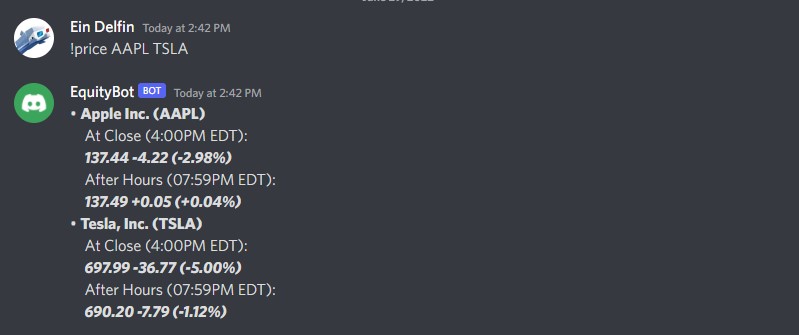 Ein Delfin Today at 2:42 PM
!price AAPL TSLA
EquityBot BOT Today at 2:42 PM
• Apple Inc. (AAPL)
At Close (4:00PM EDT):
137.44 -4.22 (-2.98%)
After Hours (07:59PM EDT):
137.49 +0.05 (+0.04%)
• Tesla, Inc. (TSLA)
At Close (4:00PM EDT):
697.99 -36.77 (-5.00%)
After Hours (07:59PM EDT):
690.20 -7.79 (-1.12%)